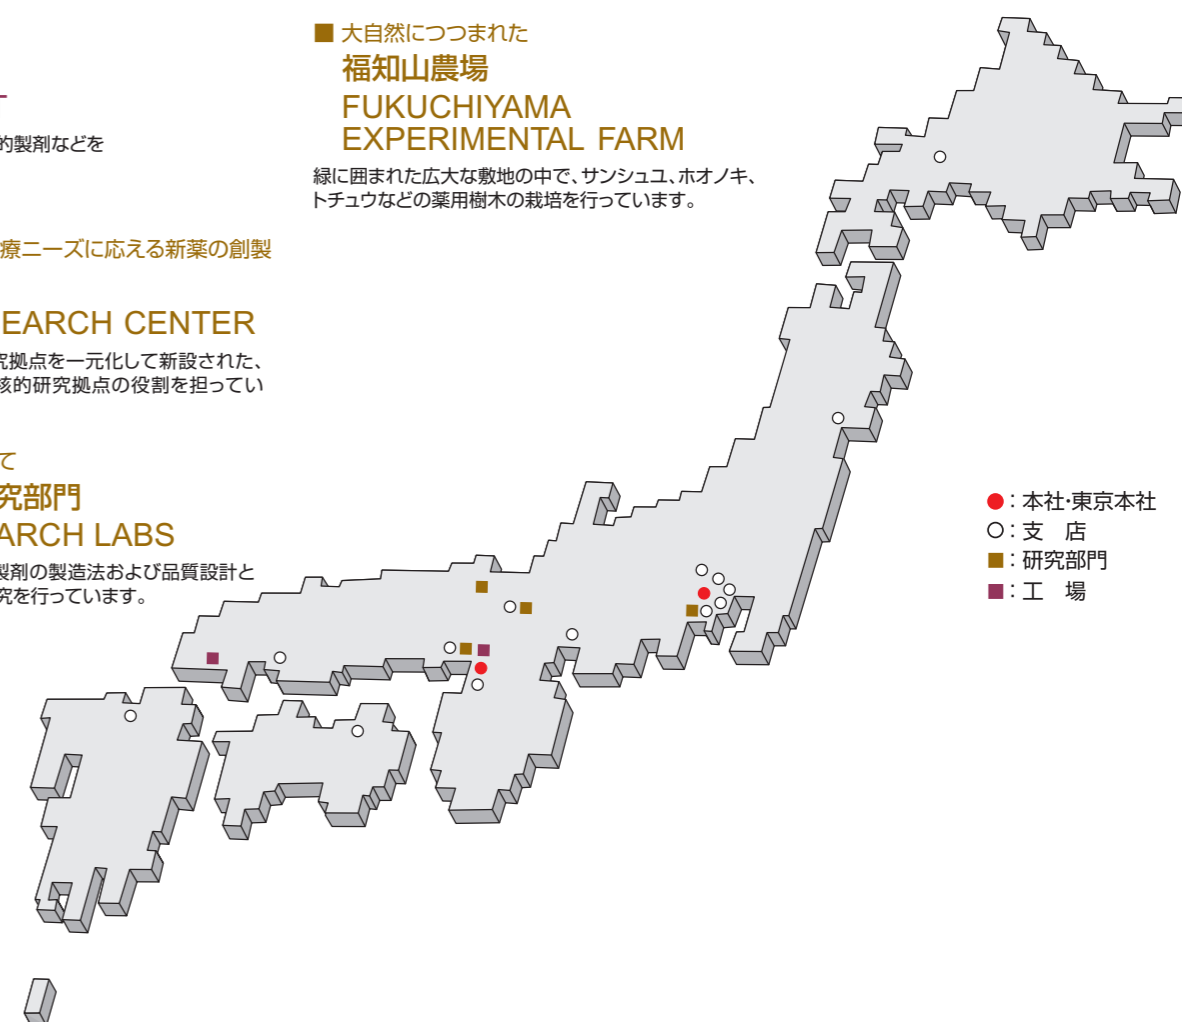 的製剤などを
療ニーズに応える新薬の創製
EARCH CENTER
究拠点を一元化して新設された、
核的研究拠点の役割を担ってい
て
究部門
ARCH LABS
製剤の製造法および品質設計と
究を行っています。
■ 大自然につつまれた
福知山農場
FUKUCHIYAMA
EXPERIMENTAL FARM
緑に囲まれた広大な敷地の中で、サンシュユ、ホオノキ、
トチュウなどの薬用樹木の栽培を行っています。
●：本社・東京本社
○：支　店
■：研究部門
■：工　場